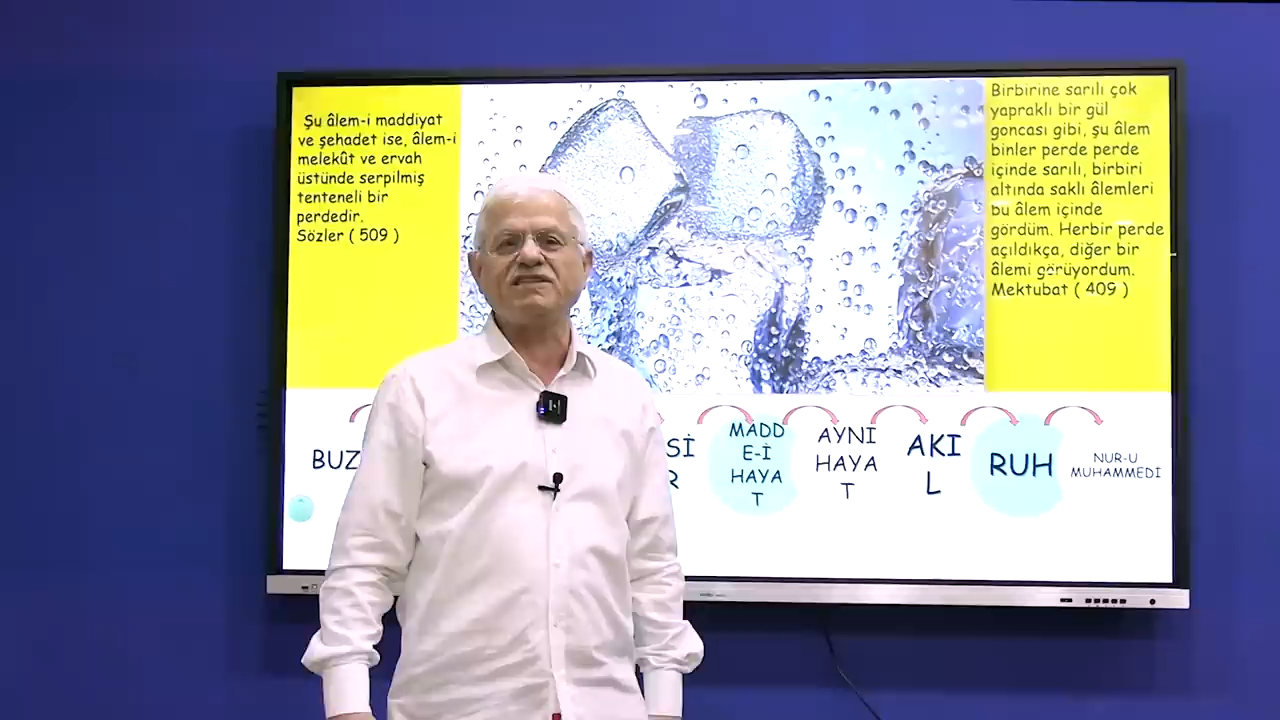 Şu âlem-i maddiyat
ve şehadet ise, âlem-i
melekût ve ervah
üstünde serpilmiş
tenteneli bir
perdedir.
Sözler ( 509 )
Birbirine sarılı çok
yapraklı bir gül
goncası gibi, şu âlem
binler perde perde
içinde sarılı, birbiri
altında saklı âlemleri
bu âlem içinde
gördüm. Herbir perde
açıldıkça, diğer bir
âlemi görüyordum.
Mektubat ( 409 )
BUZ
Sİ
R
MADD
E-İ
HAYA
T
AYNI
HAYA
T
AKI
L
RUH
NUR-U
MUHAMMEDİ